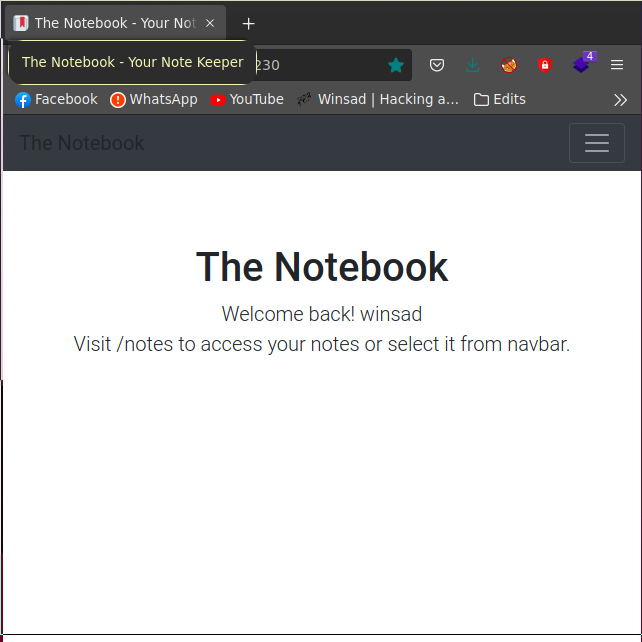 The Notebook - Your Not
The Notebook - Your Note Keeper
230
4
Facebook WhatsApp YouTube Winsad | Hacking a… Edits
The Notebook
The Notebook
Welcome back! winsad
Visit /notes to access your notes or select it from navbar.